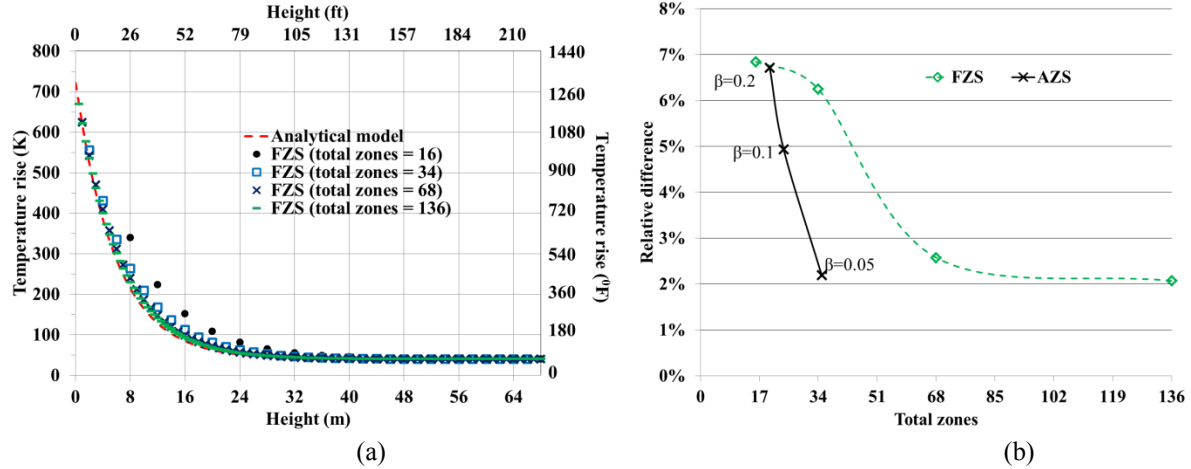 Height (ft)
0 26 52 79 105 131 157 184 210
800
700
600
500
400
300
200
100
0
Temperature rise (K)
1440
1260
1080
900
720
540
360
180
0
Temperature rise (⁰F)
Analytical model
FZS (total zones = 16)
FZS (total zones = 34)
FZS (total zones = 68)
FZS (total zones = 136)
0 8 16 24 32 40 48 56 64
Height (m)
(a)
8%
7%
6%
5%
4%
3%
2%
1%
0%
Relative difference
FZS AZS
β=0.2
β=0.1
β=0.05
0 17 34 51 68 85 102 119 136
Total zones
(b)